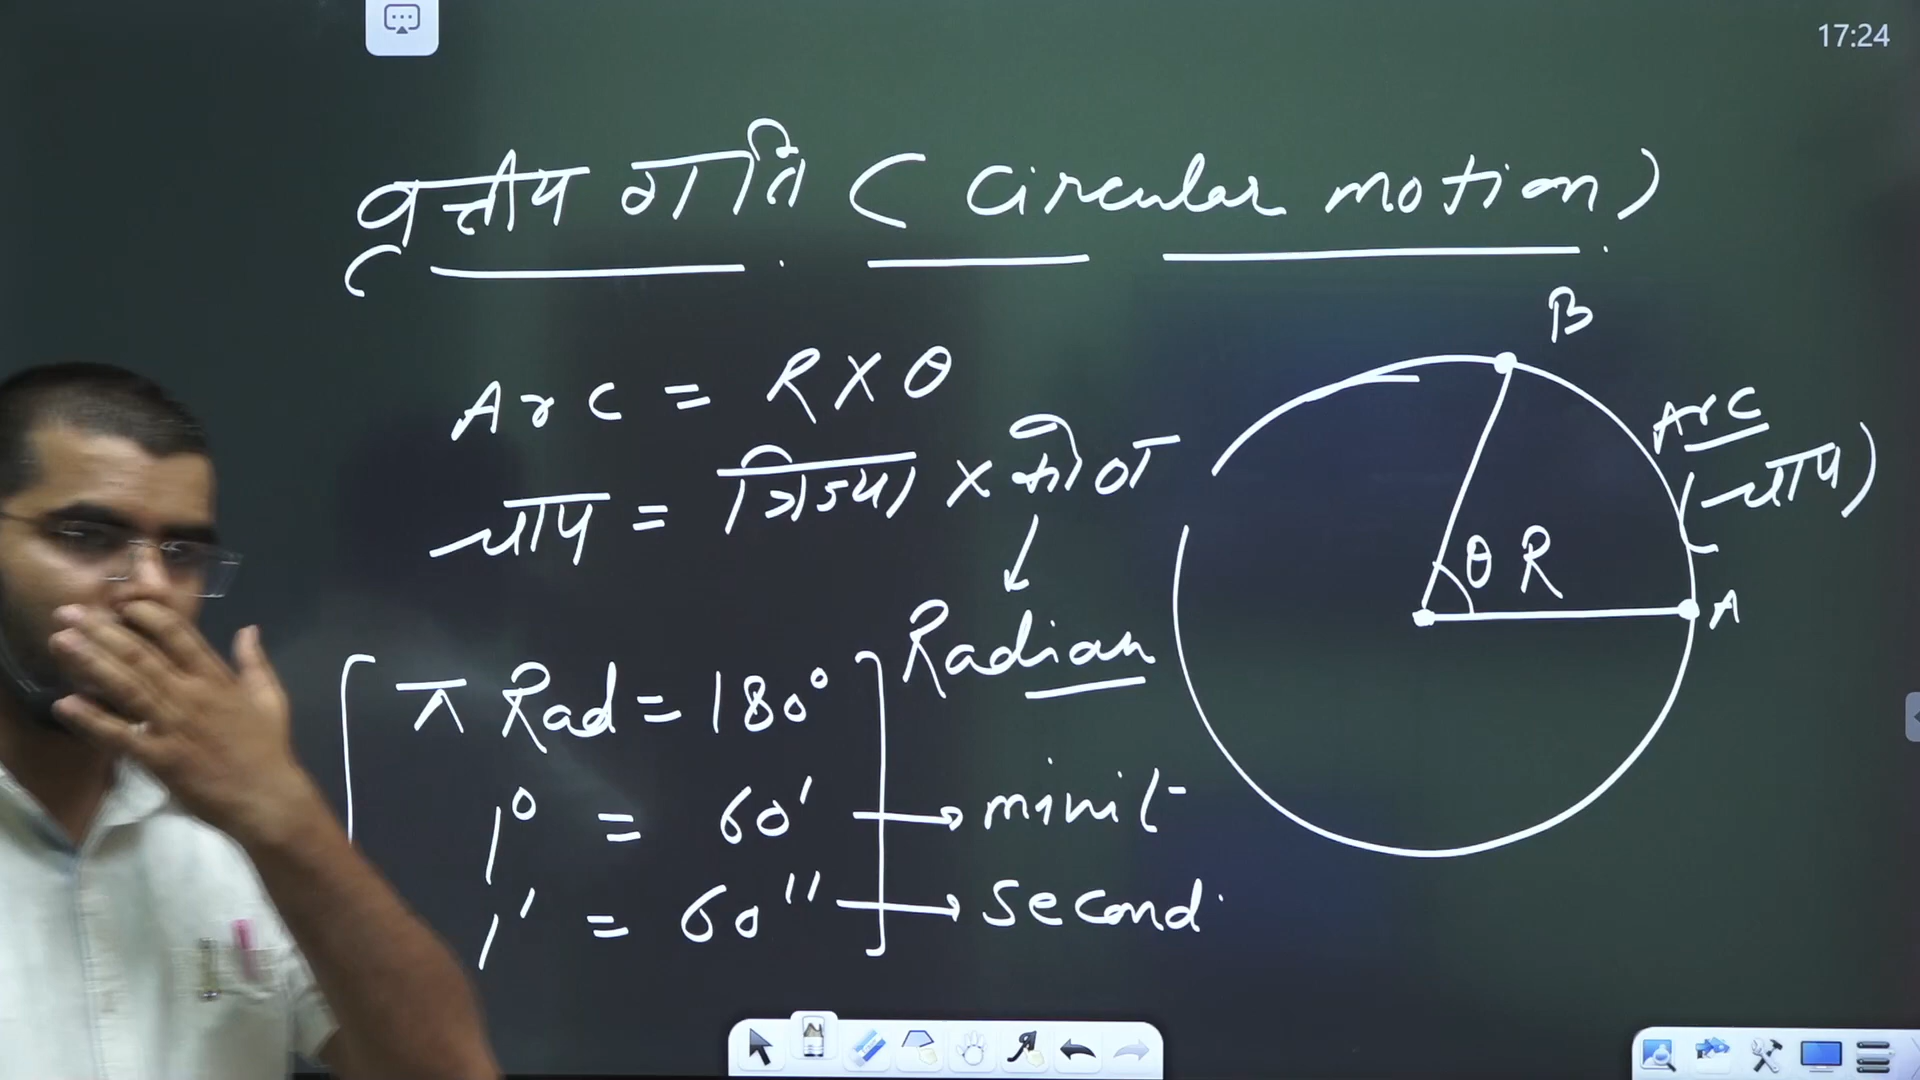 17:24
वृत्तीय गति ( Circular motion )
Arc = R X θ
चाप = त्रिज्या × कोण
Radian
π Rad = 180°
1° = 60' → minit
1' = 60'' → second
B
Arc
(चाप)
θ R
A